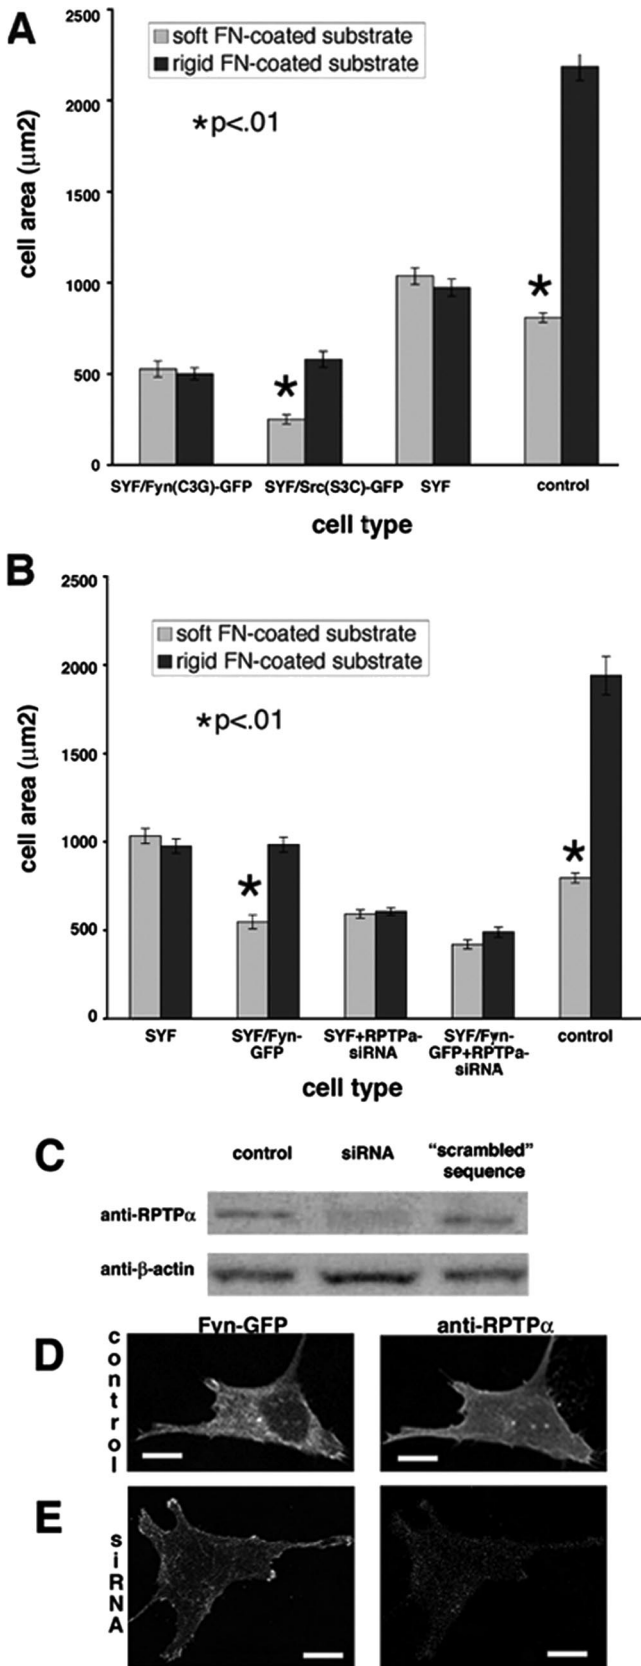 A
2500
2000
1500
1000
500
0
cell area (μm2)
soft FN-coated substrate
rigid FN-coated substrate
*p<.01
*
*
SYF/Fyn(C3G)-GFP
SYF/Src(S3C)-GFP
SYF
control
cell type
B
2500
2000
1500
1000
500
0
cell area (μm2)
soft FN-coated substrate
rigid FN-coated substrate
*p<.01
*
*
SYF
SYF/Fyn-
GFP
SYF+RPTPa-
siRNA
SYF/Fyn-
GFP+RPTPa-
siRNA
control
cell type
C
control
siRNA
“scrambled”
sequence
anti-RPTPα
anti-β-actin
Fyn-GFP
anti-RPTPα
D
control
E
siRNA